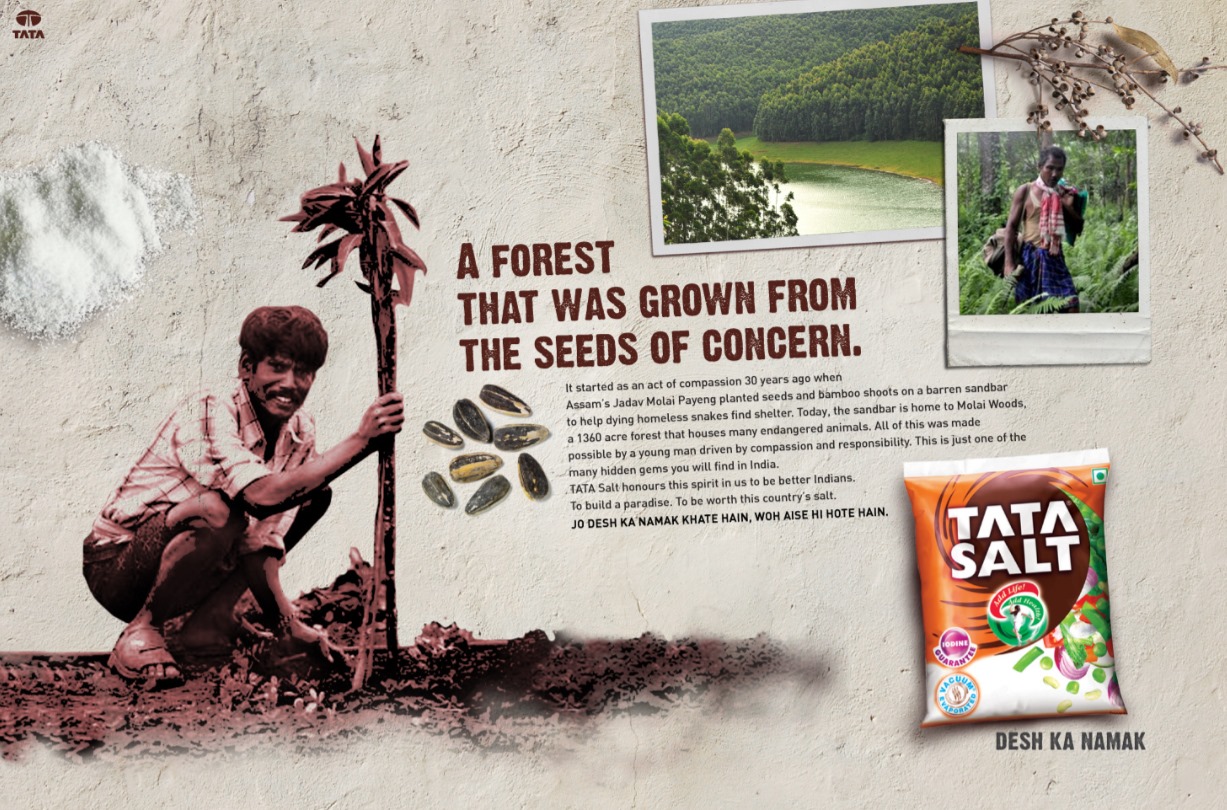 TATA
A FOREST
THAT WAS GROWN FROM
THE SEEDS OF CONCERN.
It started as an act of compassion 30 years ago when
Assam's Jadav Molai Payeng planted seeds and bamboo shoots on a barren sandbar
to help dying homeless snakes find shelter. Today, the sandbar is home to Molai Woods,
a 1360 acre forest that houses many endangered animals. All of this was made
possible by a young man driven by compassion and responsibility. This is just one of the
many hidden gems you will find in India.
TATA Salt honours this spirit in us to be better Indians.
To build a paradise. To be worth this country's salt.
JO DESH KA NAMAK KHATE HAIN, WOH AISE HI HOTE HAIN.
TATA
SALT
Add Life!
Add Health
IODINE
GUARANTEE
VACUUM
EVAPORATED
DESH KA NAMAK